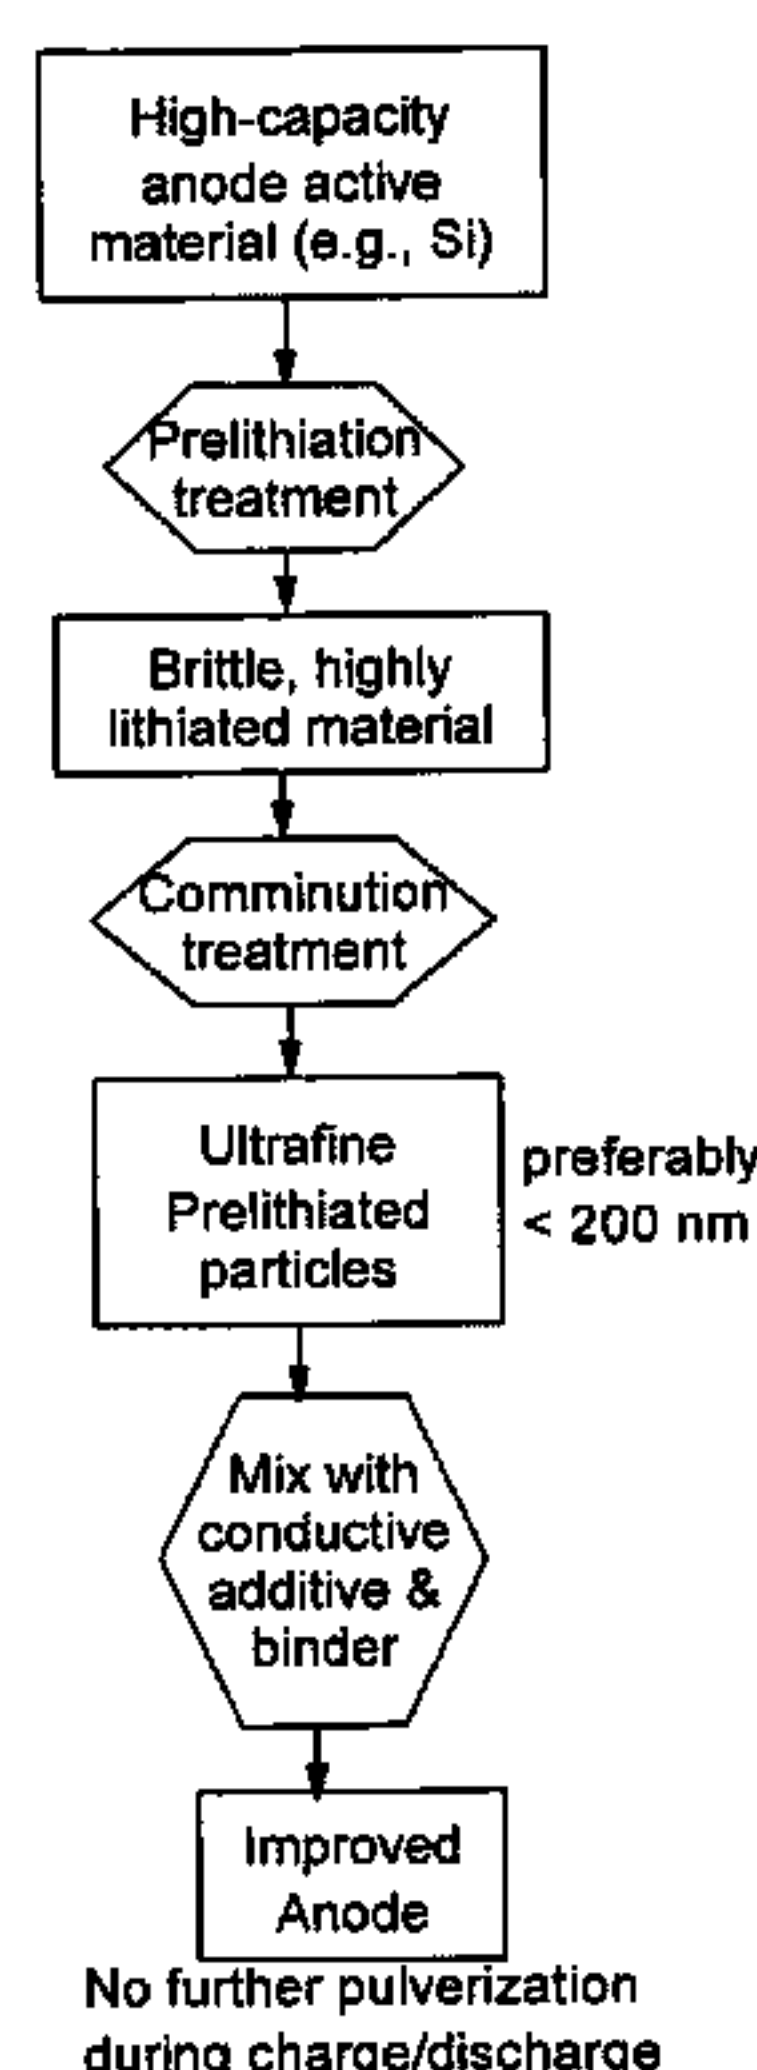 High-capacity
anode active
material (e.g., Si)
Prelithiation
treatment
Brittle, highly
lithiated material
Comminution
treatment
Ultrafine
Prelithiated
particles
preferably
< 200 nm
Mix with
conductive
additive &
binder
Improved
Anode
No further pulverization
during charge/discharge